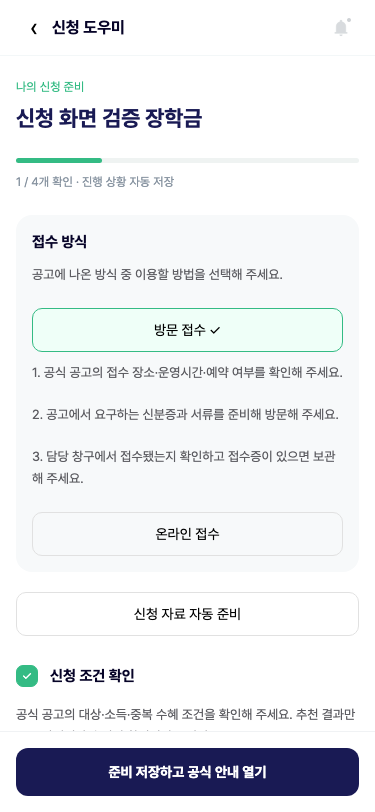 신청 도우미
나의 신청 준비
신청 화면 검증 장학금
1 / 4개 확인 · 진행 상황 자동 저장
접수 방식
공고에 나온 방식 중 이용할 방법을 선택해 주세요.
방문 접수 ✓
1. 공식 공고의 접수 장소·운영시간·예약 여부를 확인해 주세요.
2. 공고에서 요구하는 신분증과 서류를 준비해 방문해 주세요.
3. 담당 창구에서 접수됐는지 확인하고 접수증이 있으면 보관
해 주세요.
온라인 접수
신청 자료 자동 준비
신청 조건 확인
공식 공고의 대상·소득·중복 수혜 조건을 확인해 주세요. 추천 결과만
준비 저장하고 공식 안내 열기